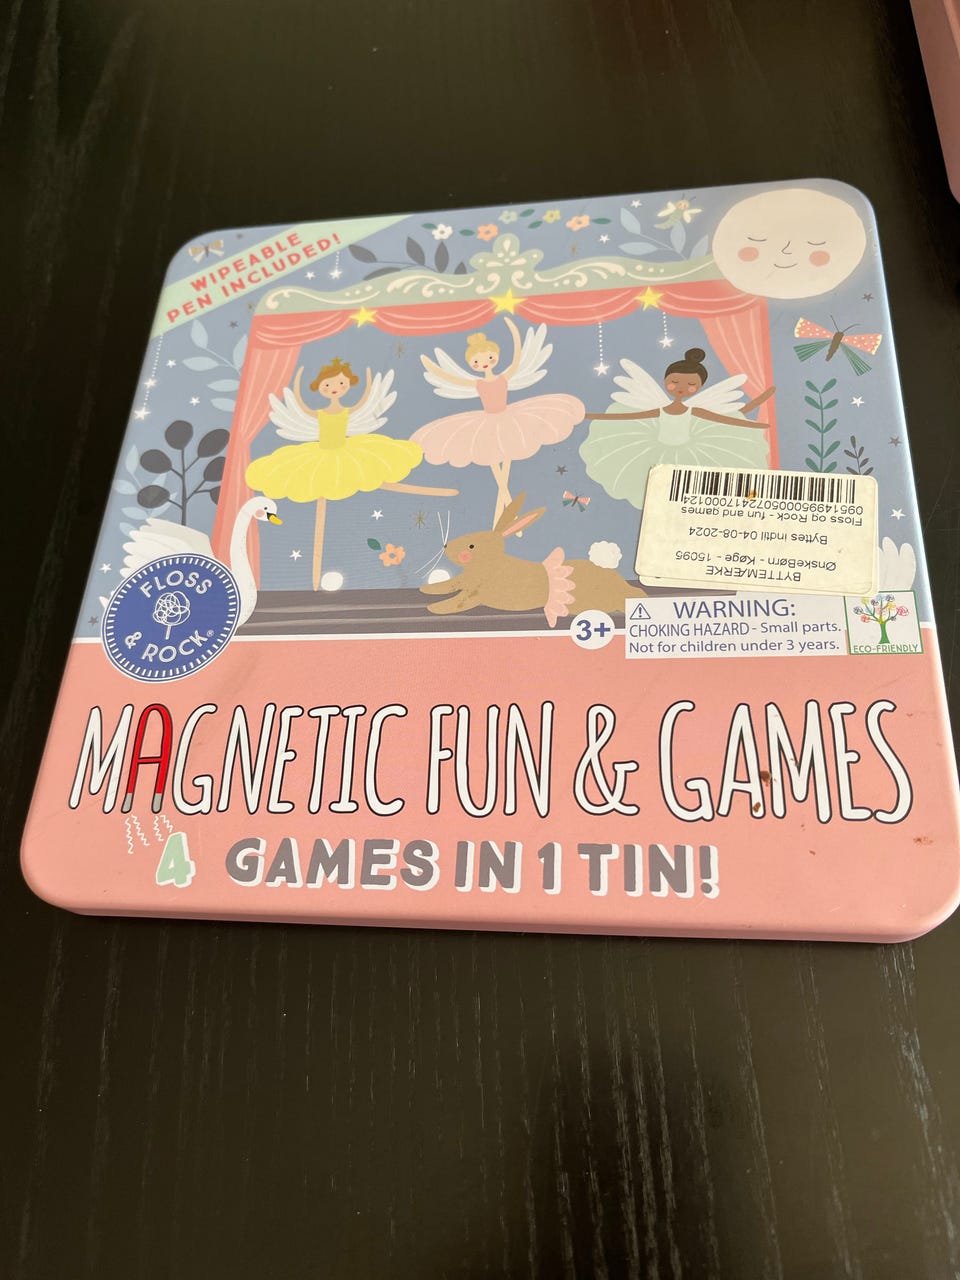 WIPEABLE
PEN INCLUDED!
BYTTEMÆRKE
ØnskeBørn - Køge - 15095
Byttes indtil 04-08-2024
Floss og Rock - fun and games
0951499500005072417000124
FLOSS
& ROCK®
3+
WARNING:
CHOKING HAZARD - Small parts.
Not for children under 3 years.
ECO-FRIENDLY
MAGNETIC FUN & GAMES
4 GAMES IN 1 TIN!